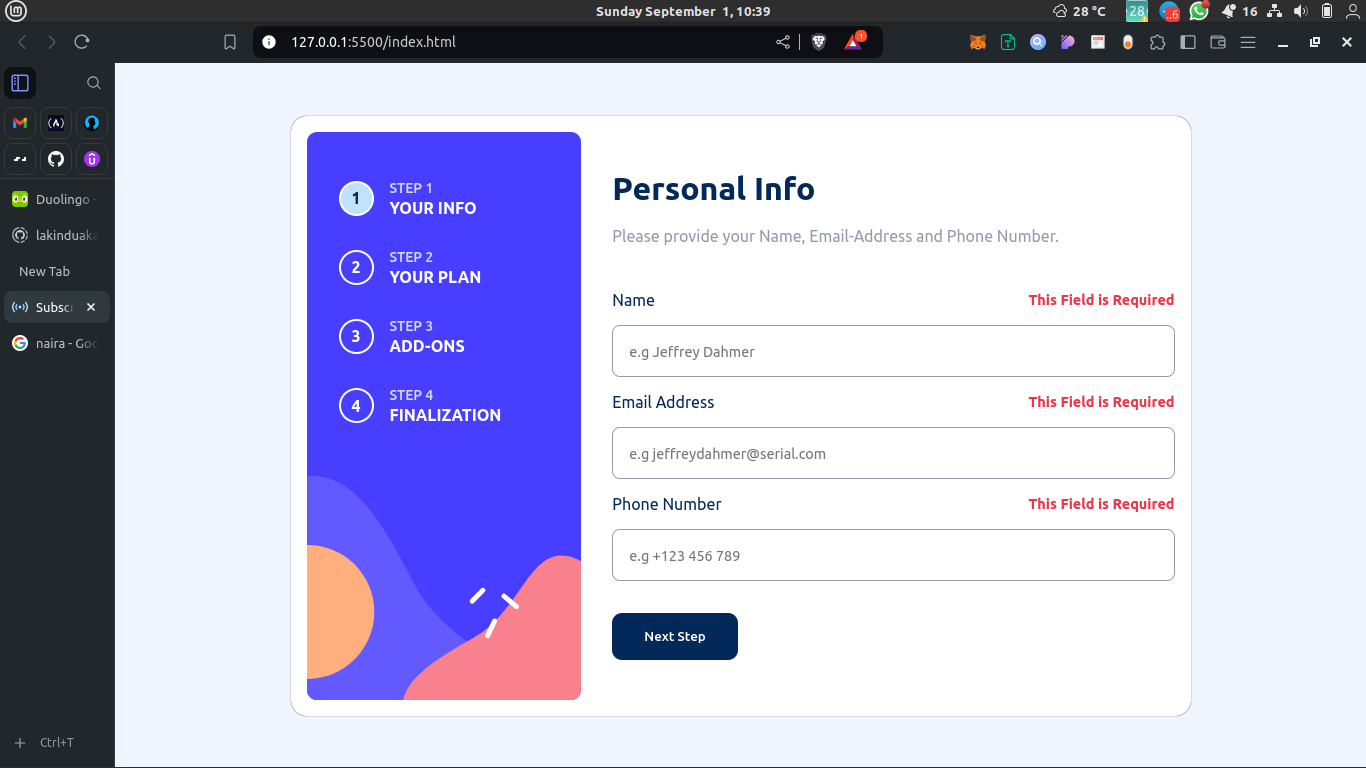 Sunday September 1, 10:39
28 °C
28
..6
16
127.0.0.1:5500/index.html
1
Duolingo -
lakinduaka
New Tab
Subscr
naira - Goo
Ctrl+T
1
STEP 1
YOUR INFO
2
STEP 2
YOUR PLAN
3
STEP 3
ADD-ONS
4
STEP 4
FINALIZATION
Personal Info
Please provide your Name, Email-Address and Phone Number.
Name
This Field is Required
e.g Jeffrey Dahmer
Email Address
This Field is Required
e.g jeffreydahmer@serial.com
Phone Number
This Field is Required
e.g +123 456 789
Next Step